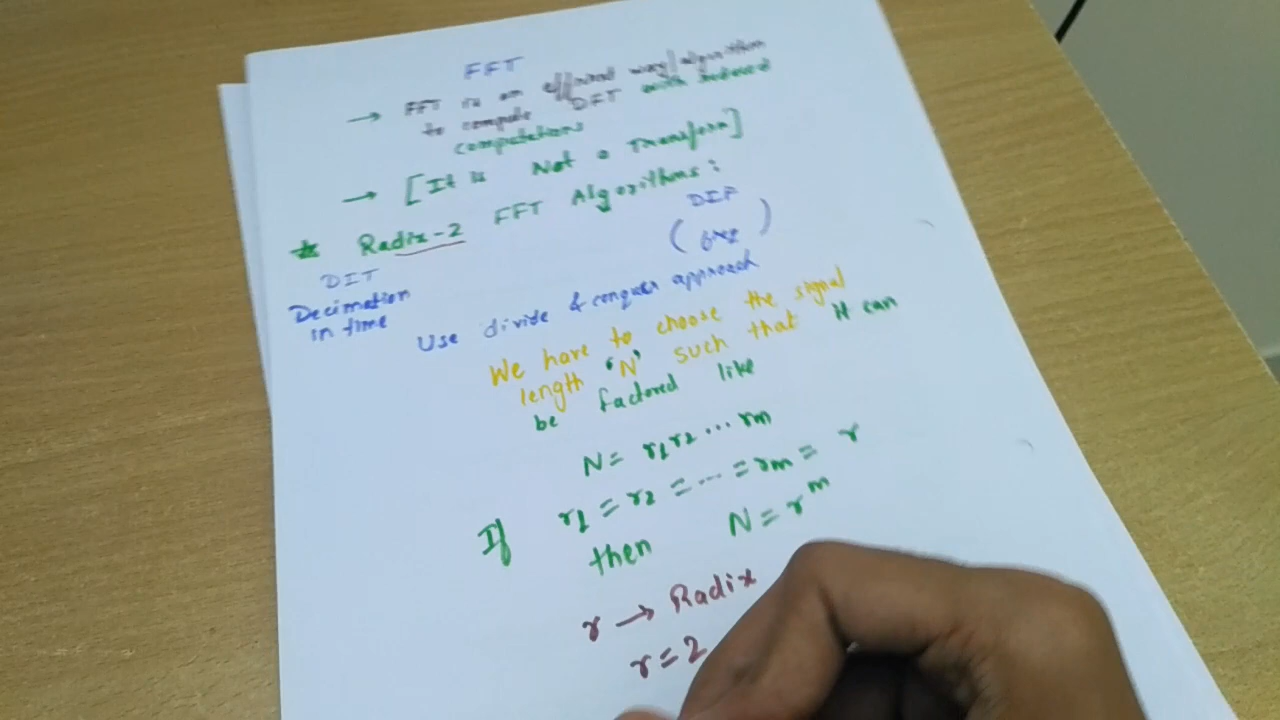 FFT
→ FFT is an efficient way/algorithm
to compute DFT with reduced
computations
→ [It is Not a Transform]
* Radix-2 FFT Algorithms:
DIT
DIF
Decimation
in time
( )
Use divide & conquer approach
We have to choose the signal
length 'N' such that N can
be factored like
N = r1 r2 ... rm
If r1 = r2 = ... = rm = r
then N = r^m
r → Radix
r = 2